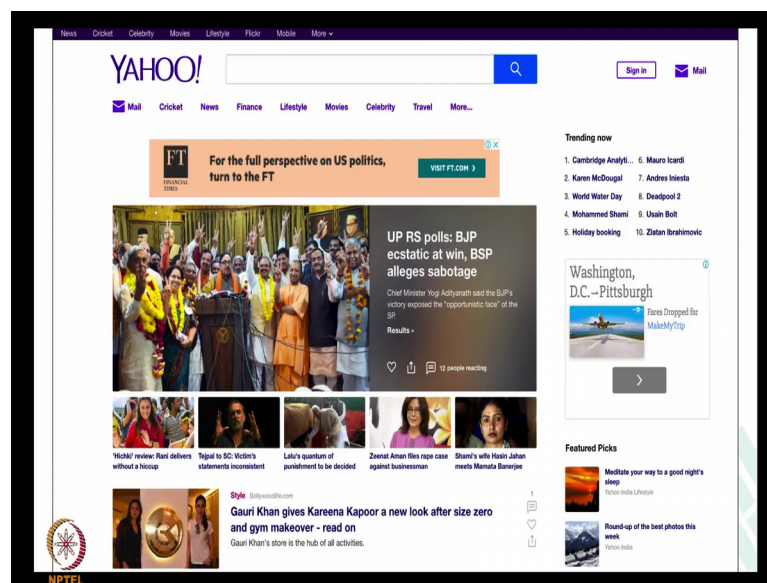 News Cricket Celebrity Movies Lifestyle Flickr Mobile More
YAHOO!
Sign in
Mail
Mail Cricket News Finance Lifestyle Movies Celebrity Travel More...
FT
FINANCIAL
TIMES
For the full perspective on US politics,
turn to the FT
VISIT FT.COM
UP RS polls: BJP
ecstatic at win, BSP
alleges sabotage
Chief Minister Yogi Adityanath said the BJP's
victory exposed the "opportunistic face" of the
SP.
Results »
12 people reacting
'Hichki' review: Rani delivers
without a hiccup
Tejpal to SC: Victim's
statements inconsistent
Lalu's quantum of
punishment to be decided
Zeenat Aman files rape case
against businessman
Shami's wife Hasin Jahan
meets Mamata Banerjee
Style Bollywoodlife.com
Gauri Khan gives Kareena Kapoor a new look after size zero
and gym makeover - read on
Gauri Khan's store is the hub of all activities.
1
Trending now
1. Cambridge Analyti... 6. Mauro Icardi
2. Karen McDougal 7. Andres Iniesta
3. World Water Day 8. Deadpool 2
4. Mohammed Shami 9. Usain Bolt
5. Holiday booking 10. Zlatan Ibrahimovic
Washington,
D.C.→Pittsburgh
Fares Dropped for
MakeMyTrip
Featured Picks
Meditate your way to a good night's
sleep
Yahoo India Lifestyle
Round-up of the best photos this
week
Yahoo India
NPTEL